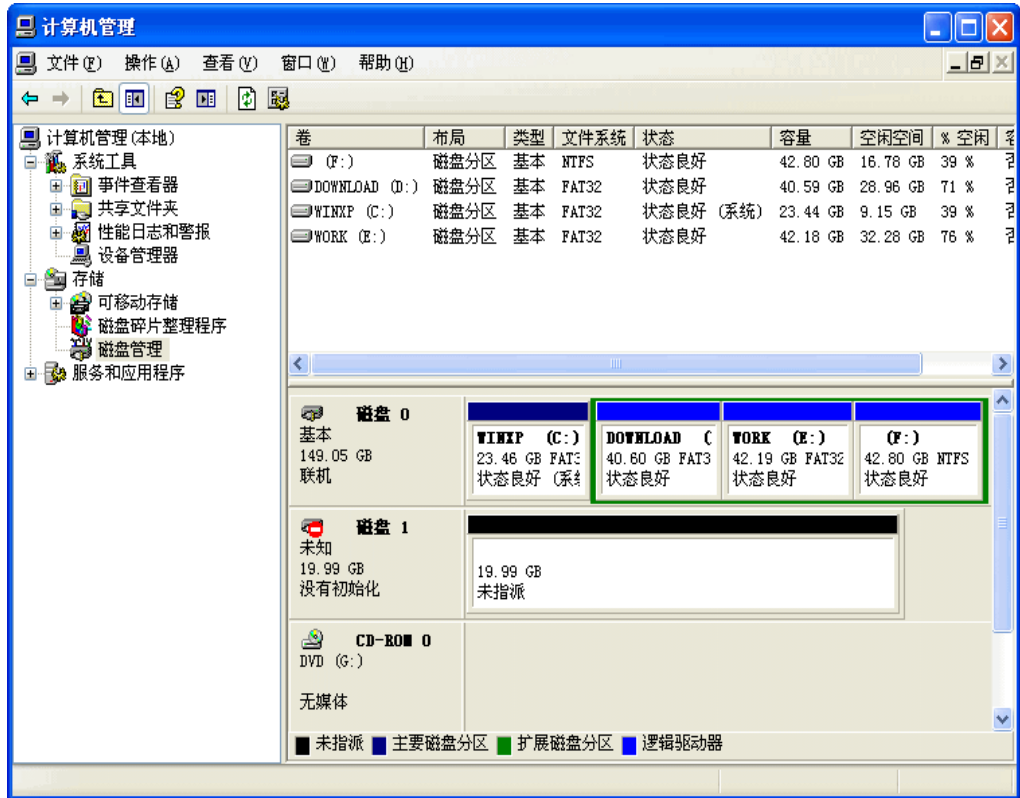 计算机管理
文件(F) 操作(A) 查看(V) 窗口(W) 帮助(H)
计算机管理(本地)
系统工具
事件查看器
共享文件夹
性能日志和警报
设备管理器
存储
可移动存储
磁盘碎片整理程序
磁盘管理
服务和应用程序
卷 布局 类型 文件系统 状态 容量 空闲空间 % 空闲
(F:) 磁盘分区 基本 NTFS 状态良好 42.80 GB 16.78 GB 39 %
DOWNLOAD (D:) 磁盘分区 基本 FAT32 状态良好 40.59 GB 28.96 GB 71 %
WINXP (C:) 磁盘分区 基本 FAT32 状态良好 (系统) 23.44 GB 9.15 GB 39 %
WORK (E:) 磁盘分区 基本 FAT32 状态良好 42.18 GB 32.28 GB 76 %
磁盘 0
基本
149.05 GB
联机
WINXP (C:)
23.46 GB FAT3
状态良好 (系
DOWNLOAD (
40.60 GB FAT3
状态良好
WORK (E:)
42.19 GB FAT32
状态良好
(F:)
42.80 GB NTFS
状态良好
磁盘 1
未知
19.99 GB
没有初始化
19.99 GB
未指派
CD-ROM 0
DVD (G:)
无媒体
未指派 主要磁盘分区 扩展磁盘分区 逻辑驱动器